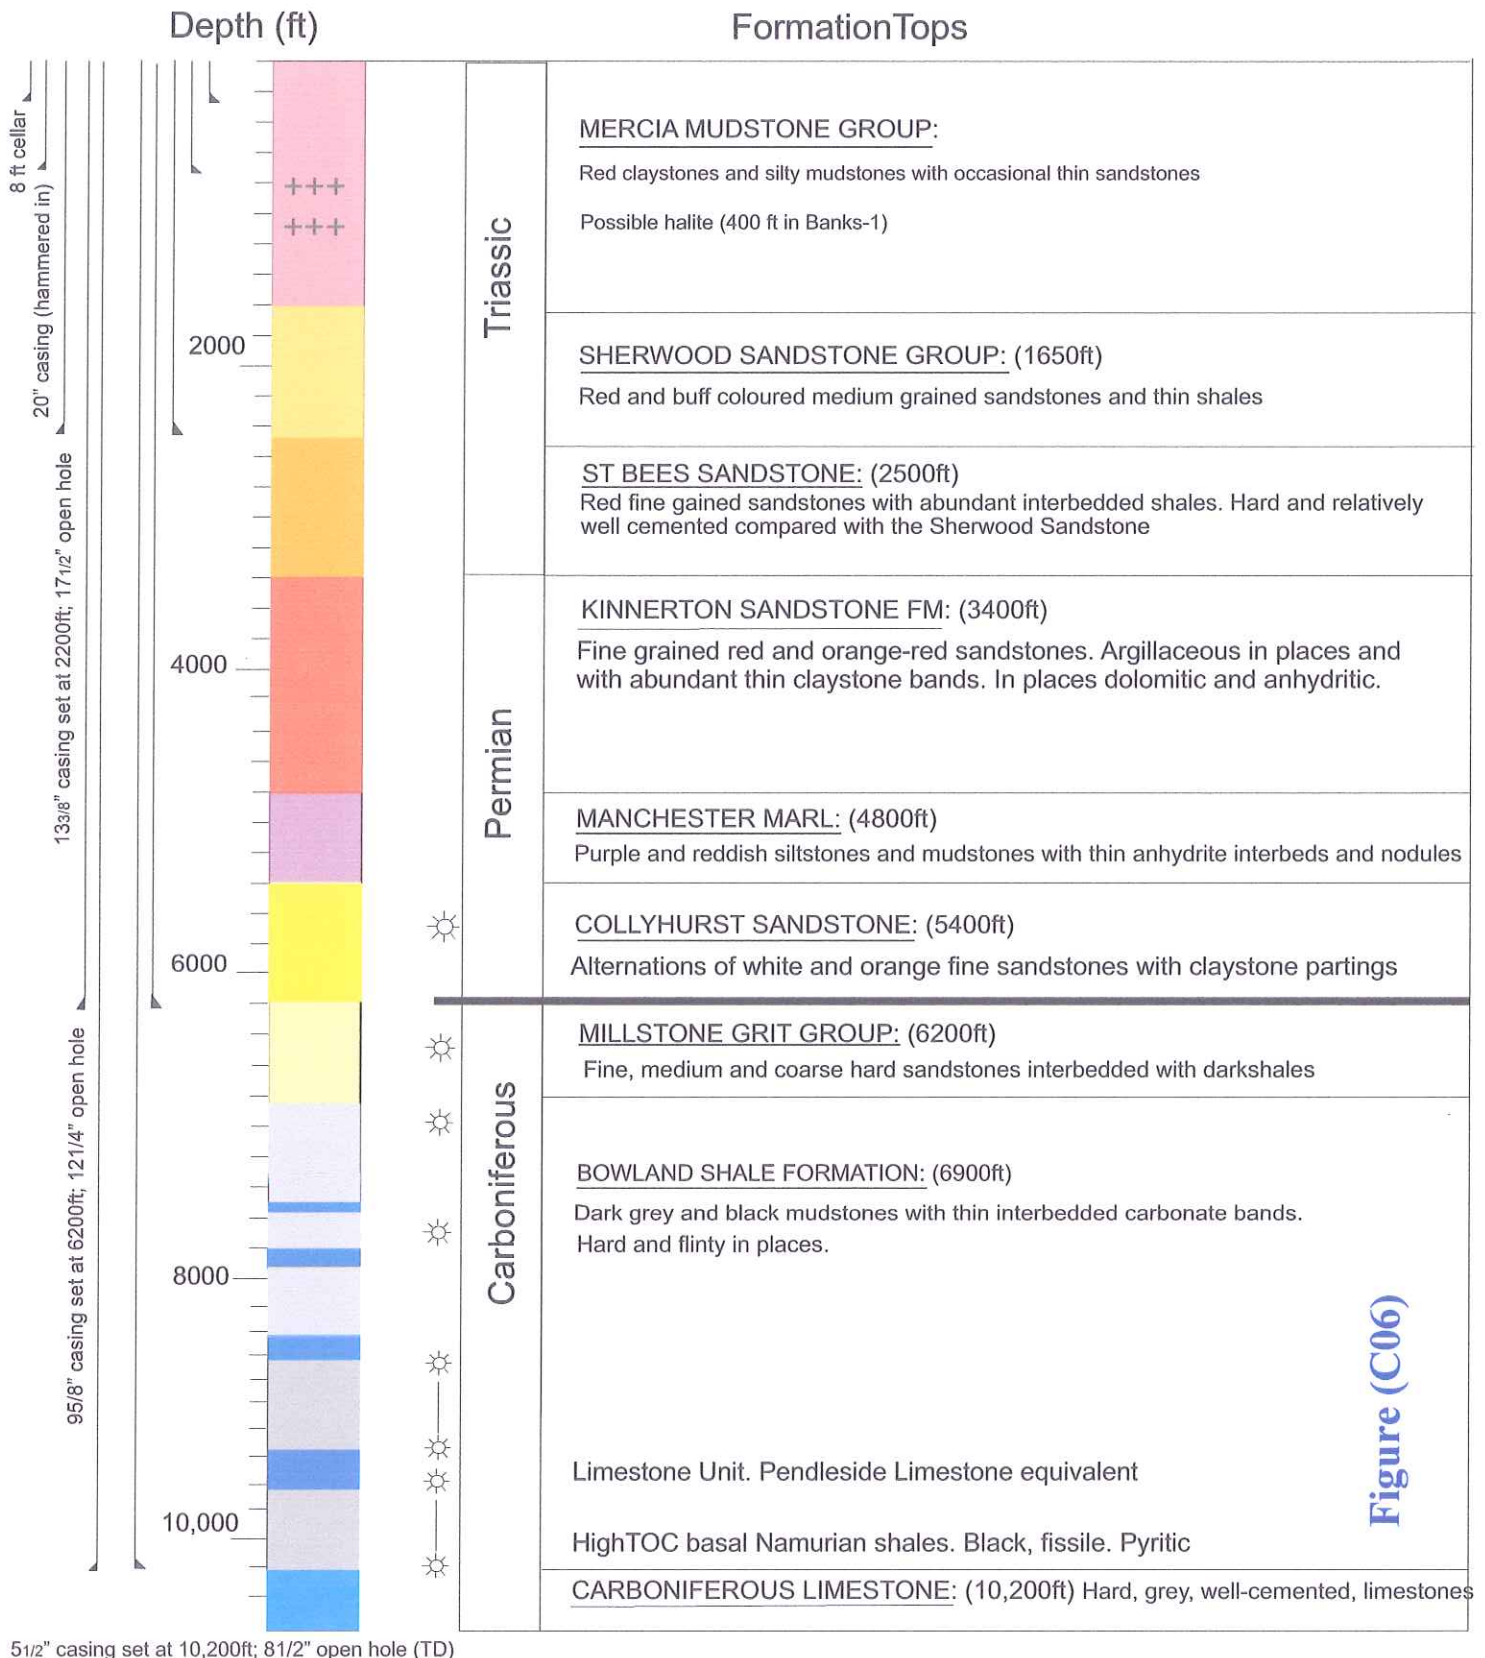 Depth (ft)
FormationTops
8 ft cellar
20” casing (hammered in)
133/8” casing set at 2200ft; 171/2” open hole
95/8” casing set at 6200ft; 121/4” open hole
2000
4000
6000
8000
10,000
+++
+++
Triassic
Permian
Carboniferous
MERCIA MUDSTONE GROUP:
Red claystones and silty mudstones with occasional thin sandstones
Possible halite (400 ft in Banks-1)
SHERWOOD SANDSTONE GROUP: (1650ft)
Red and buff coloured medium grained sandstones and thin shales
ST BEES SANDSTONE: (2500ft)
Red fine gained sandstones with abundant interbedded shales. Hard and relatively
well cemented compared with the Sherwood Sandstone
KINNERTON SANDSTONE FM: (3400ft)
Fine grained red and orange-red sandstones. Argillaceous in places and
with abundant thin claystone bands. In places dolomitic and anhydritic.
MANCHESTER MARL: (4800ft)
Purple and reddish siltstones and mudstones with thin anhydrite interbeds and nodules
COLLYHURST SANDSTONE: (5400ft)
Alternations of white and orange fine sandstones with claystone partings
MILLSTONE GRIT GROUP: (6200ft)
Fine, medium and coarse hard sandstones interbedded with darkshales
BOWLAND SHALE FORMATION: (6900ft)
Dark grey and black mudstones with thin interbedded carbonate bands.
Hard and flinty in places.
Limestone Unit. Pendleside Limestone equivalent
HighTOC basal Namurian shales. Black, fissile. Pyritic
CARBONIFEROUS LIMESTONE: (10,200ft) Hard, grey, well-cemented, limestones
Figure (C06)
51/2” casing set at 10,200ft; 81/2” open hole (TD)